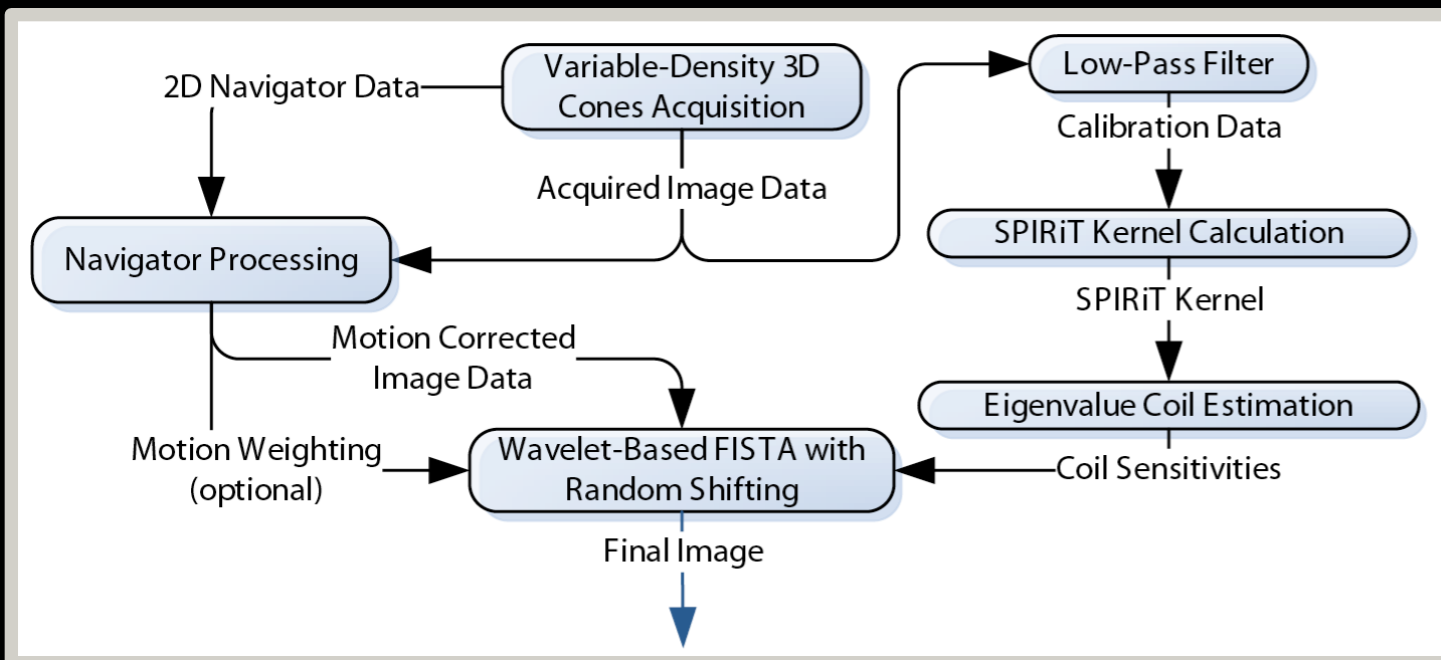 Variable-Density 3D
Cones Acquisition
Low-Pass Filter
2D Navigator Data
Calibration Data
Acquired Image Data
SPIRiT Kernel Calculation
Navigator Processing
SPIRiT Kernel
Motion Corrected
Image Data
Eigenvalue Coil Estimation
Motion Weighting
(optional)
Wavelet-Based FISTA with
Random Shifting
Coil Sensitivities
Final Image